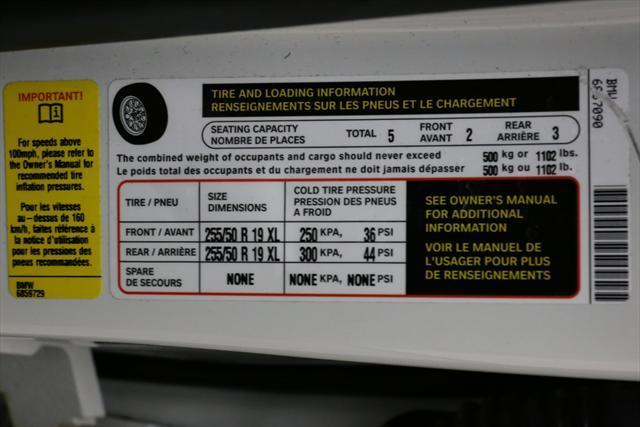 IMPORTANT!
For speeds above
100mph, please refer to
the Owner's Manual for
recommended tire
inflation pressures.
Pour les vitesses
au-dessus de 160
km/h, faites référence à
la notice d'utilisation
pour les pressions des
pneus recommandées.
BMW
6859729
TIRE AND LOADING INFORMATION
RENSEIGNEMENTS SUR LES PNEUS ET LE CHARGEMENT
SEATING CAPACITY
NOMBRE DE PLACES
TOTAL 5
FRONT
AVANT 2
REAR
ARRIÈRE 3
The combined weight of occupants and cargo should never exceed 500 kg or 1102 lbs.
Le poids total des occupants et du chargement ne doit jamais dépasser 500 kg ou 1102 lb.
TIRE / PNEU
SIZE
DIMENSIONS
COLD TIRE PRESSURE
PRESSION DES PNEUS
A FROID
FRONT / AVANT 255/50 R 19 XL 250 KPA, 36 PSI
REAR / ARRIÈRE 255/50 R 19 XL 300 KPA, 44 PSI
SPARE
DE SECOURS NONE NONE KPA, NONE PSI
SEE OWNER'S MANUAL
FOR ADDITIONAL
INFORMATION
VOIR LE MANUEL DE
L'USAGER POUR PLUS
DE RENSEIGNEMENTS
BMW